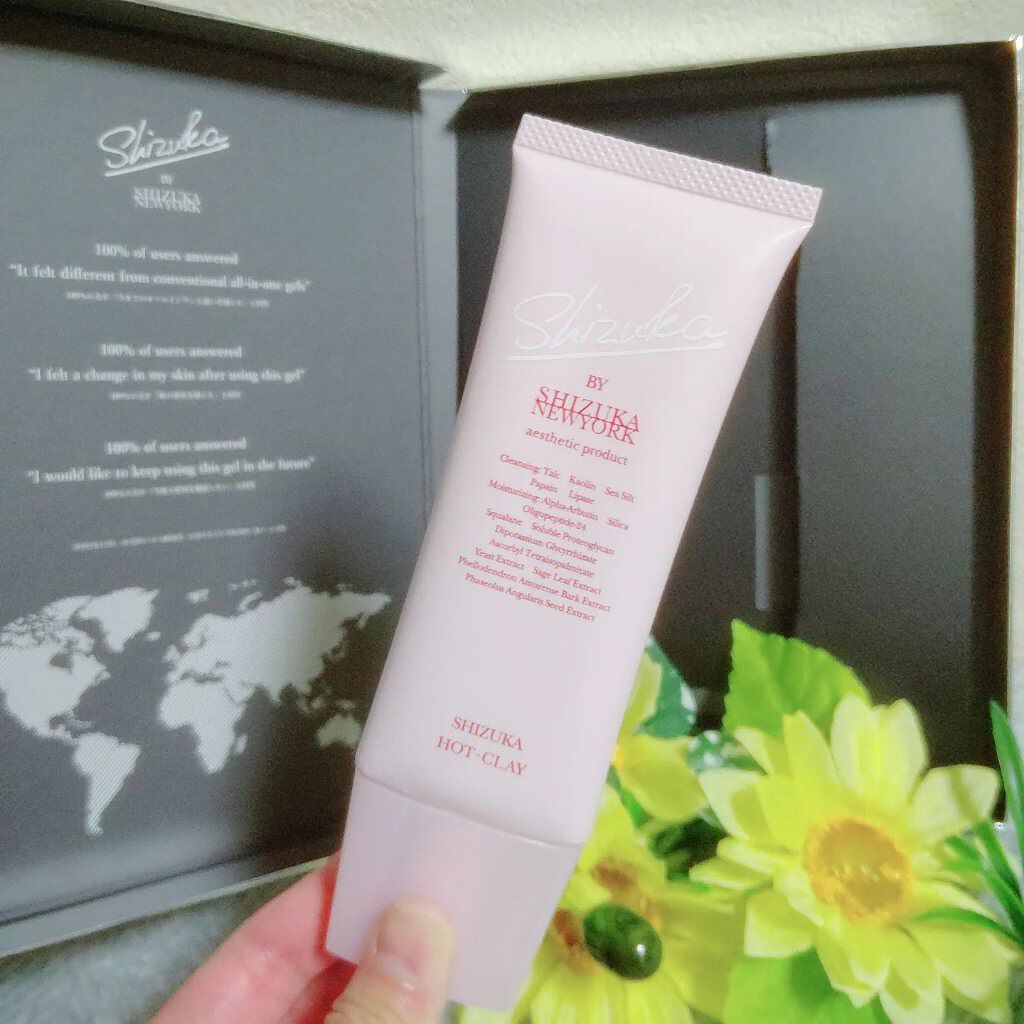 Shizuka
BY
SHIZUKA
NEWYORK
100% of users answered
"It felt different from conventional all-in-one gels"
100% of users answered
"I felt a change in my skin after using this gel"
100% of users answered
"I would like to keep using this gel in the future"
Shizuka
BY
SHIZUKA
NEWYORK
aesthetic product
Cleansing: Talc Kaolin Sea Silt
Papain Lipase
Moisturizing: Alpha-Arbutin Silica
Oligopeptide-24
Squalane Soluble Proteoglycan
Dipotassium Glycyrrhizate
Ascorbyl Tetraisopalmitate
Yeast Extract Sage Leaf Extract
Phellodendron Amurense Bark Extract
Phaseolus Angularis Seed Extract
SHIZUKA
HOT-CLAY